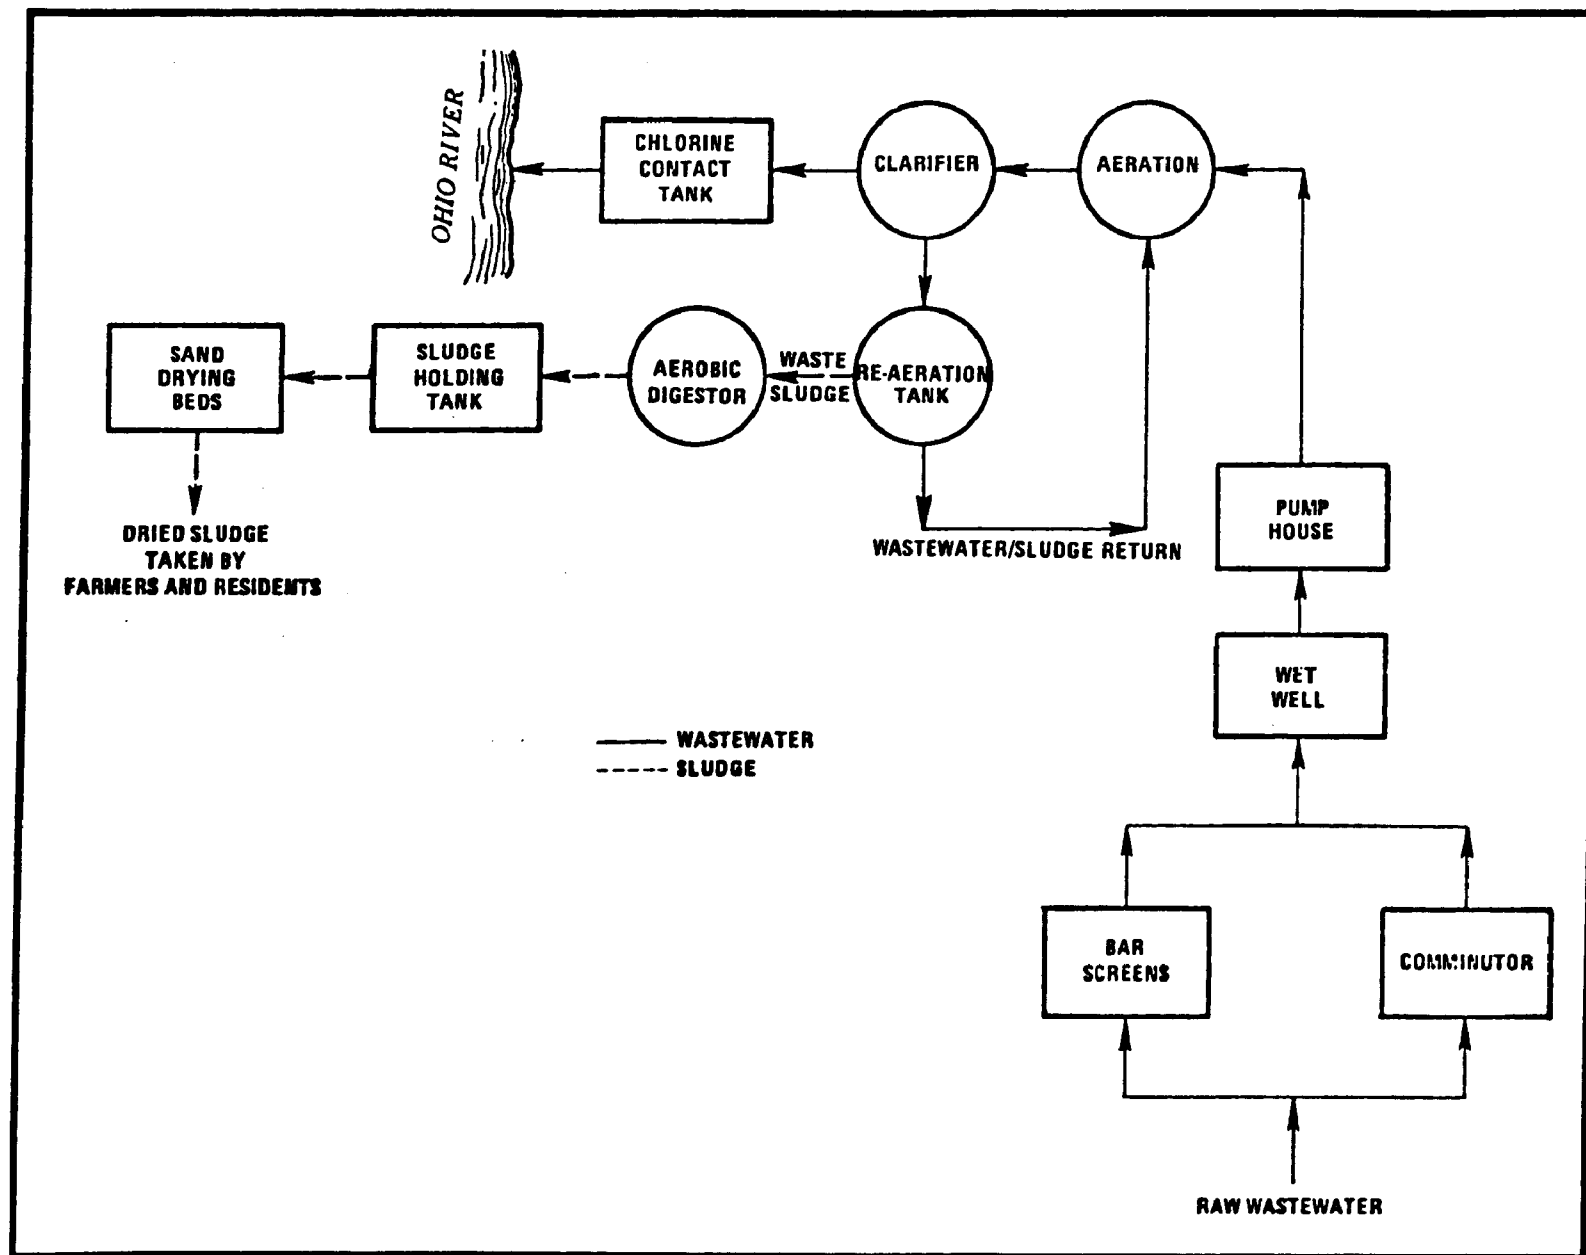 OHIO RIVER
CHLORINE
CONTACT
TANK
CLARIFIER
AERATION
SAND
DRYING
BEDS
SLUDGE
HOLDING
TANK
AEROBIC
DIGESTOR
WASTE
SLUDGE
RE-AERATION
TANK
DRIED SLUDGE
TAKEN BY
FARMERS AND RESIDENTS
WASTEWATER/SLUDGE RETURN
PUMP
HOUSE
WET
WELL
WASTEWATER
SLUDGE
BAR
SCREENS
COMMINUTOR
RAW WASTEWATER